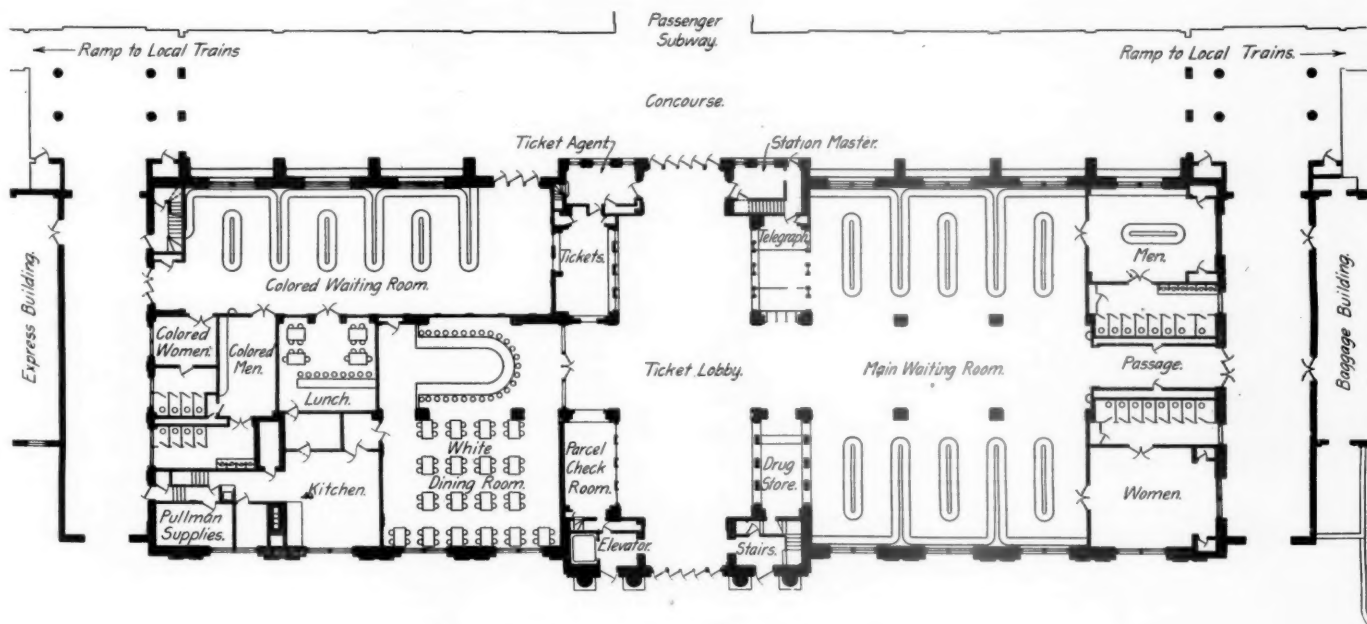 Passenger
Subway.
Ramp to Local Trains
Ramp to Local Trains.
Concourse.
Ticket Agent
Station Master.
Telegraph.
Tickets.
Men.
Colored Waiting Room.
Express Building.
Baggage Building.
Colored
Women.
Colored
Men.
Lunch.
Ticket Lobby.
Main Waiting Room.
Passage.
White
Dining Room.
Parcel
Check
Room.
Drug
Store.
Kitchen.
Women.
Pullman
Supplies.
Elevator.
Stairs.